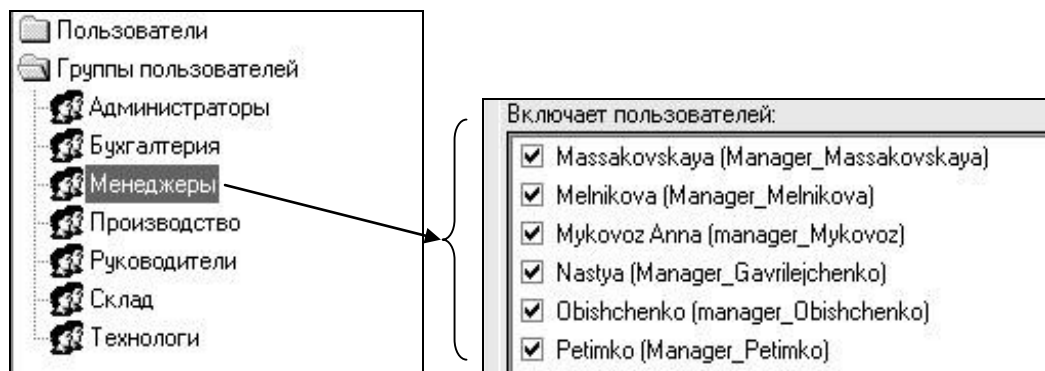 Пользователи
Группы пользователей
Администраторы
Бухгалтерия
Менеджеры
Производство
Руководители
Склад
Технологи
Включает пользователей:
Massakovskaya (Manager_Massakovskaya)
Melnikova (Manager_Melnikova)
Mykovoz Anna (manager_Mykovoz)
Nastya (Manager_Gavrilejchenko)
Obishchenko (manager_Obishchenko)
Petimko (Manager_Petimko)